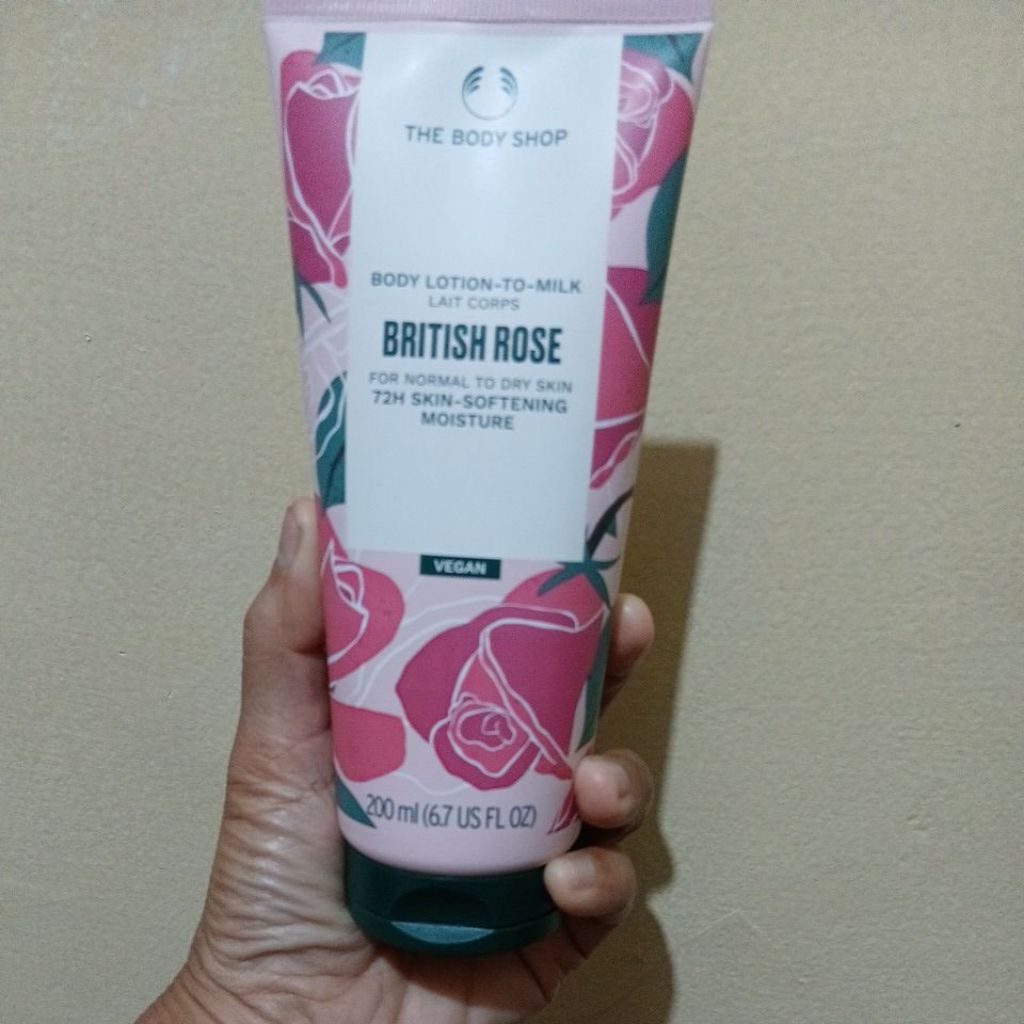 THE BODY SHOP
BODY LOTION-TO-MILK
LAIT CORPS
BRITISH ROSE
FOR NORMAL TO DRY SKIN
72H SKIN-SOFTENING
MOISTURE
VEGAN
200 ml (6.7 US FL OZ)